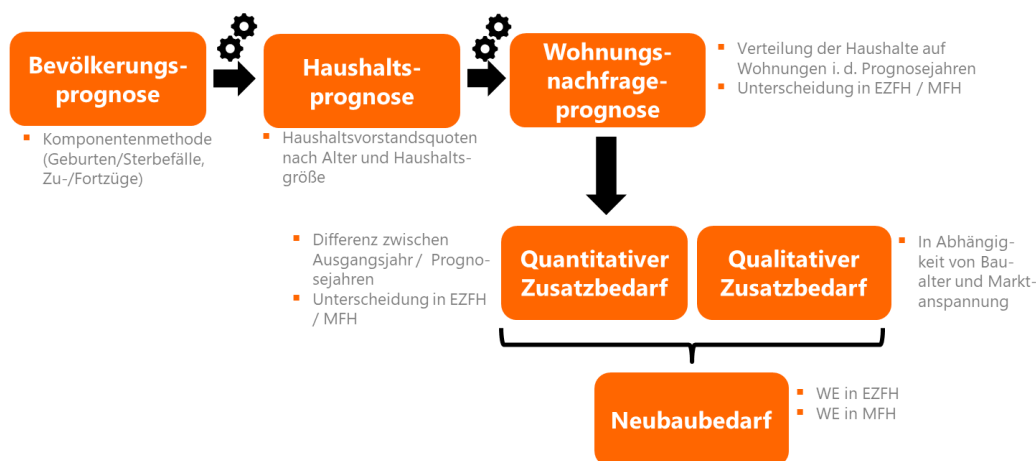 Bevölkerungs-
prognose
▪ Komponentenmethode
(Geburten/Sterbefälle,
Zu-/Fortzüge)
Haushalts-
prognose
▪ Haushaltsvorstandsquoten
nach Alter und Haushalts-
größe
Wohnungs-
nachfrage-
prognose
▪ Verteilung der Haushalte auf
Wohnungen i. d. Prognosejahren
▪ Unterscheidung in EZFH / MFH
▪ Differenz zwischen
Ausgangsjahr / Progno-
sejahren
▪ Unterscheidung in EZFH
/ MFH
Quantitativer
Zusatzbedarf
Qualitativer
Zusatzbedarf
▪ In Abhängig-
keit von Bau-
alter und Markt-
anspannung
Neubaubedarf
▪ WE in EZFH
▪ WE in MFH